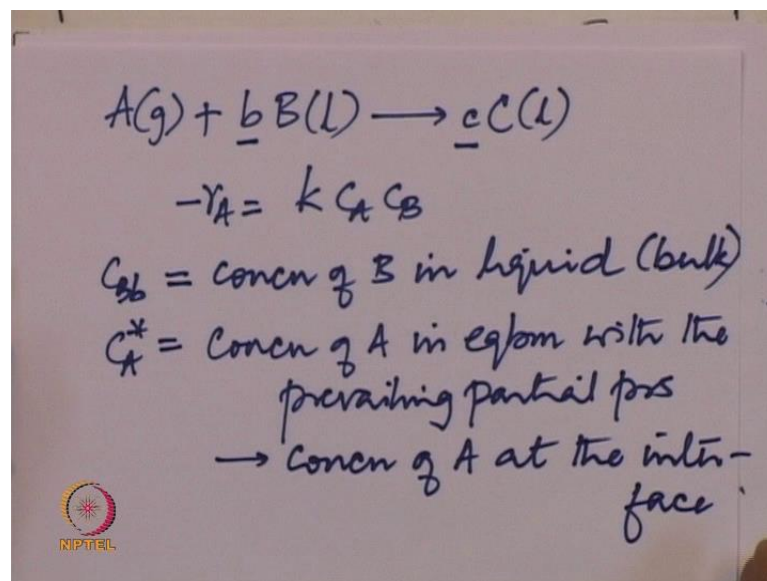 A(g) + b B(l) ⟶ c C(l)
-r_A = k C_A C_B
C_Bb = concn of B in liquid (bulk)
C_A^* = concn of A in eqbm with the
prevailing partial prs
→ concn of A at the inter-
face
NPTEL